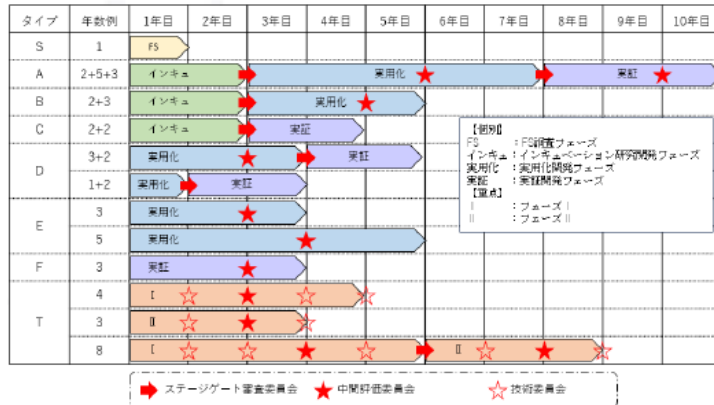 タイプ 年数例 1年目 2年目 3年目 4年目 5年目 6年目 7年目 8年目 9年目 10年目
S 1 FS
A 2+5+3 インキュ 実用化 実証
B 2+3 インキュ 実用化
C 2+2 インキュ 実証
D 3+2 実用化 実証
1+2 実用化 実証
E 3 実用化
5 実用化
F 3 実証
T 4 I
3 II
8 I II
【個別】
FS :FS調査フェーズ
インキュ:インキュベーション研究開発フェーズ
実用化:実用化開発フェーズ
実証:実証開発フェーズ
【重点】
I :フェーズI
II :フェーズII
ステージゲート審査委員会 中間評価委員会 技術委員会